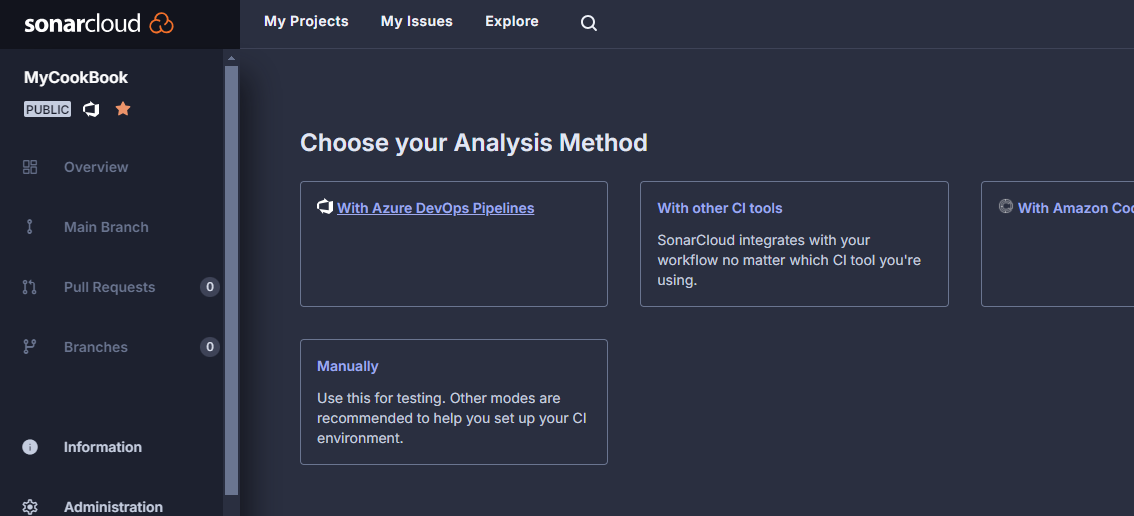 sonarcloud
My Projects My Issues Explore
MyCookBook
PUBLIC
Overview
Main Branch
Pull Requests 0
Branches 0
Information
Administration
Choose your Analysis Method
With Azure DevOps Pipelines
With other CI tools
SonarCloud integrates with your
workflow no matter which CI tool you're
using.
With Amazon
Manually
Use this for testing. Other modes are
recommended to help you set up your CI
environment.